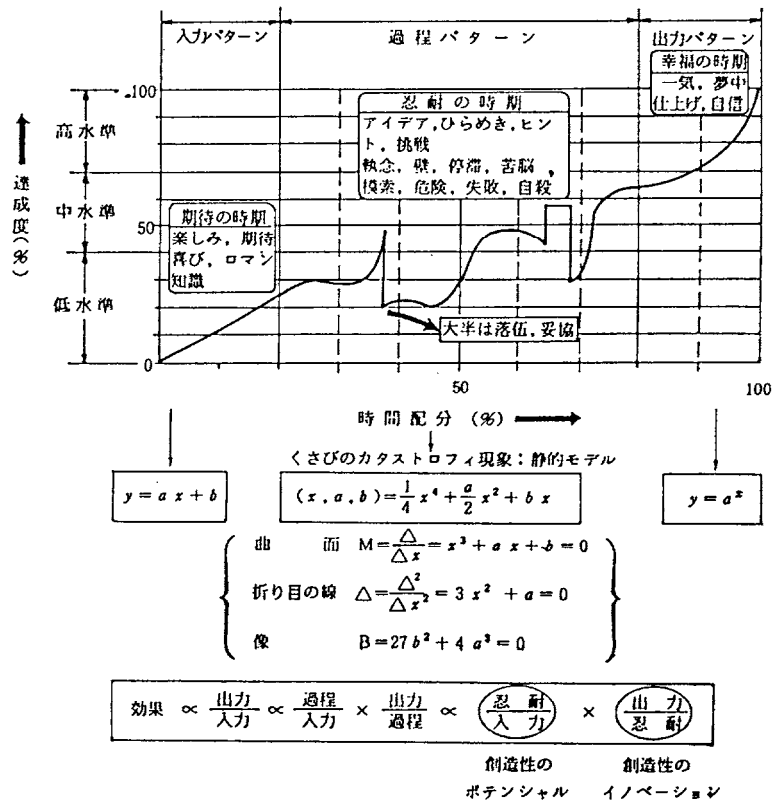 入力パターン 過程パターン 出力パターン
幸福の時期
一気，夢中
仕上げ，自信
100
忍耐の時期
アイデア，ひらめき，ヒン
ト，挑戦
執念，壁，停滞，苦脳，
模索，危険，失敗，自殺
高水準
中水準
低水準
達成度(%)
50
0
期待の時期
楽しみ，期待
喜び，ロマン
知識
大半は落伍，妥協
50 100
時間配分 (%)
くさびのカタストロフィ現象：静的モデル
y = a x + b
(x, a, b) = 1/4 x⁴ + a/2 x² + b x
y = aˣ
曲面 M = △/△x = x³ + a x + b = 0
折り目の線 △ = △²/△x² = 3 x² + a = 0
像 B = 27 b² + 4 a³ = 0
効果 ∝ 出力/入力 ∝ 過程/入力 × 出力/過程 ∝ 忍耐/入力 × 出力/忍耐
創造性の 創造性の
ポテンシャル イノベーション